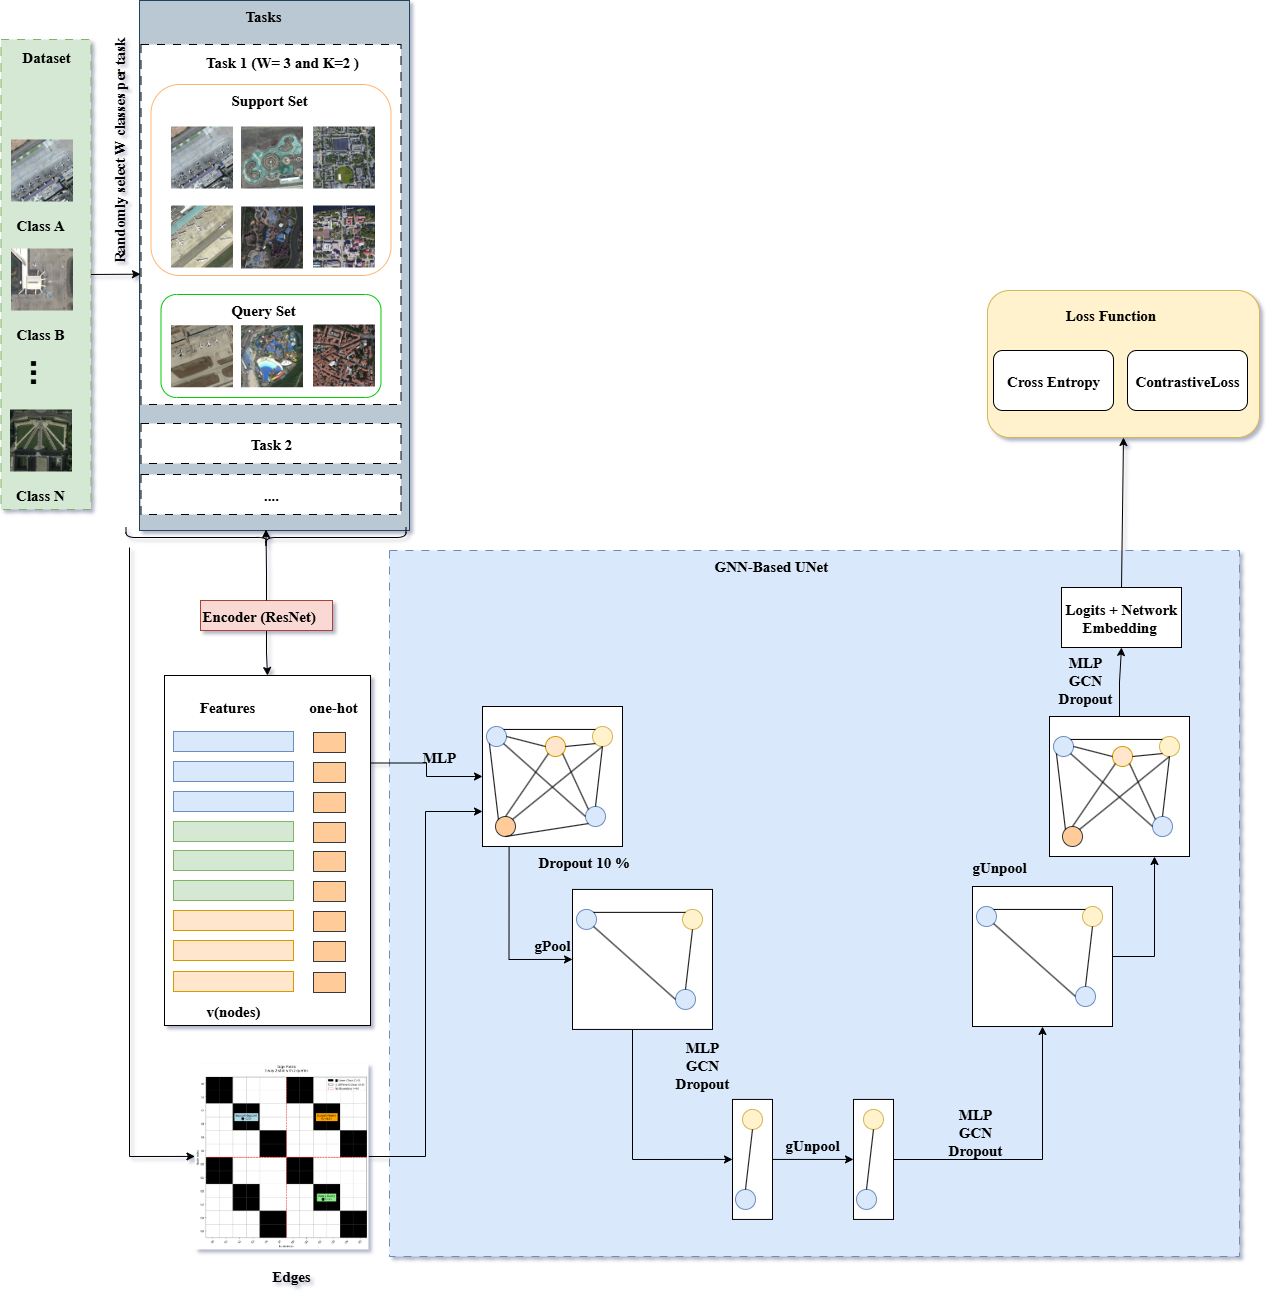 Dataset
Class A
Class B
Class N
Randomly select W classes per task
Tasks
Task 1 (W= 3 and K=2 )
Support Set
Query Set
Task 2
....
Encoder (ResNet)
Features one-hot
v(nodes)
Edges
GNN-Based UNet
MLP
Dropout 10 %
gPool
MLP
GCN
Dropout
gUnpool
MLP
GCN
Dropout
gUnpool
MLP
GCN
Dropout
Logits + Network
Embedding
Loss Function
Cross Entropy
ContrastiveLoss